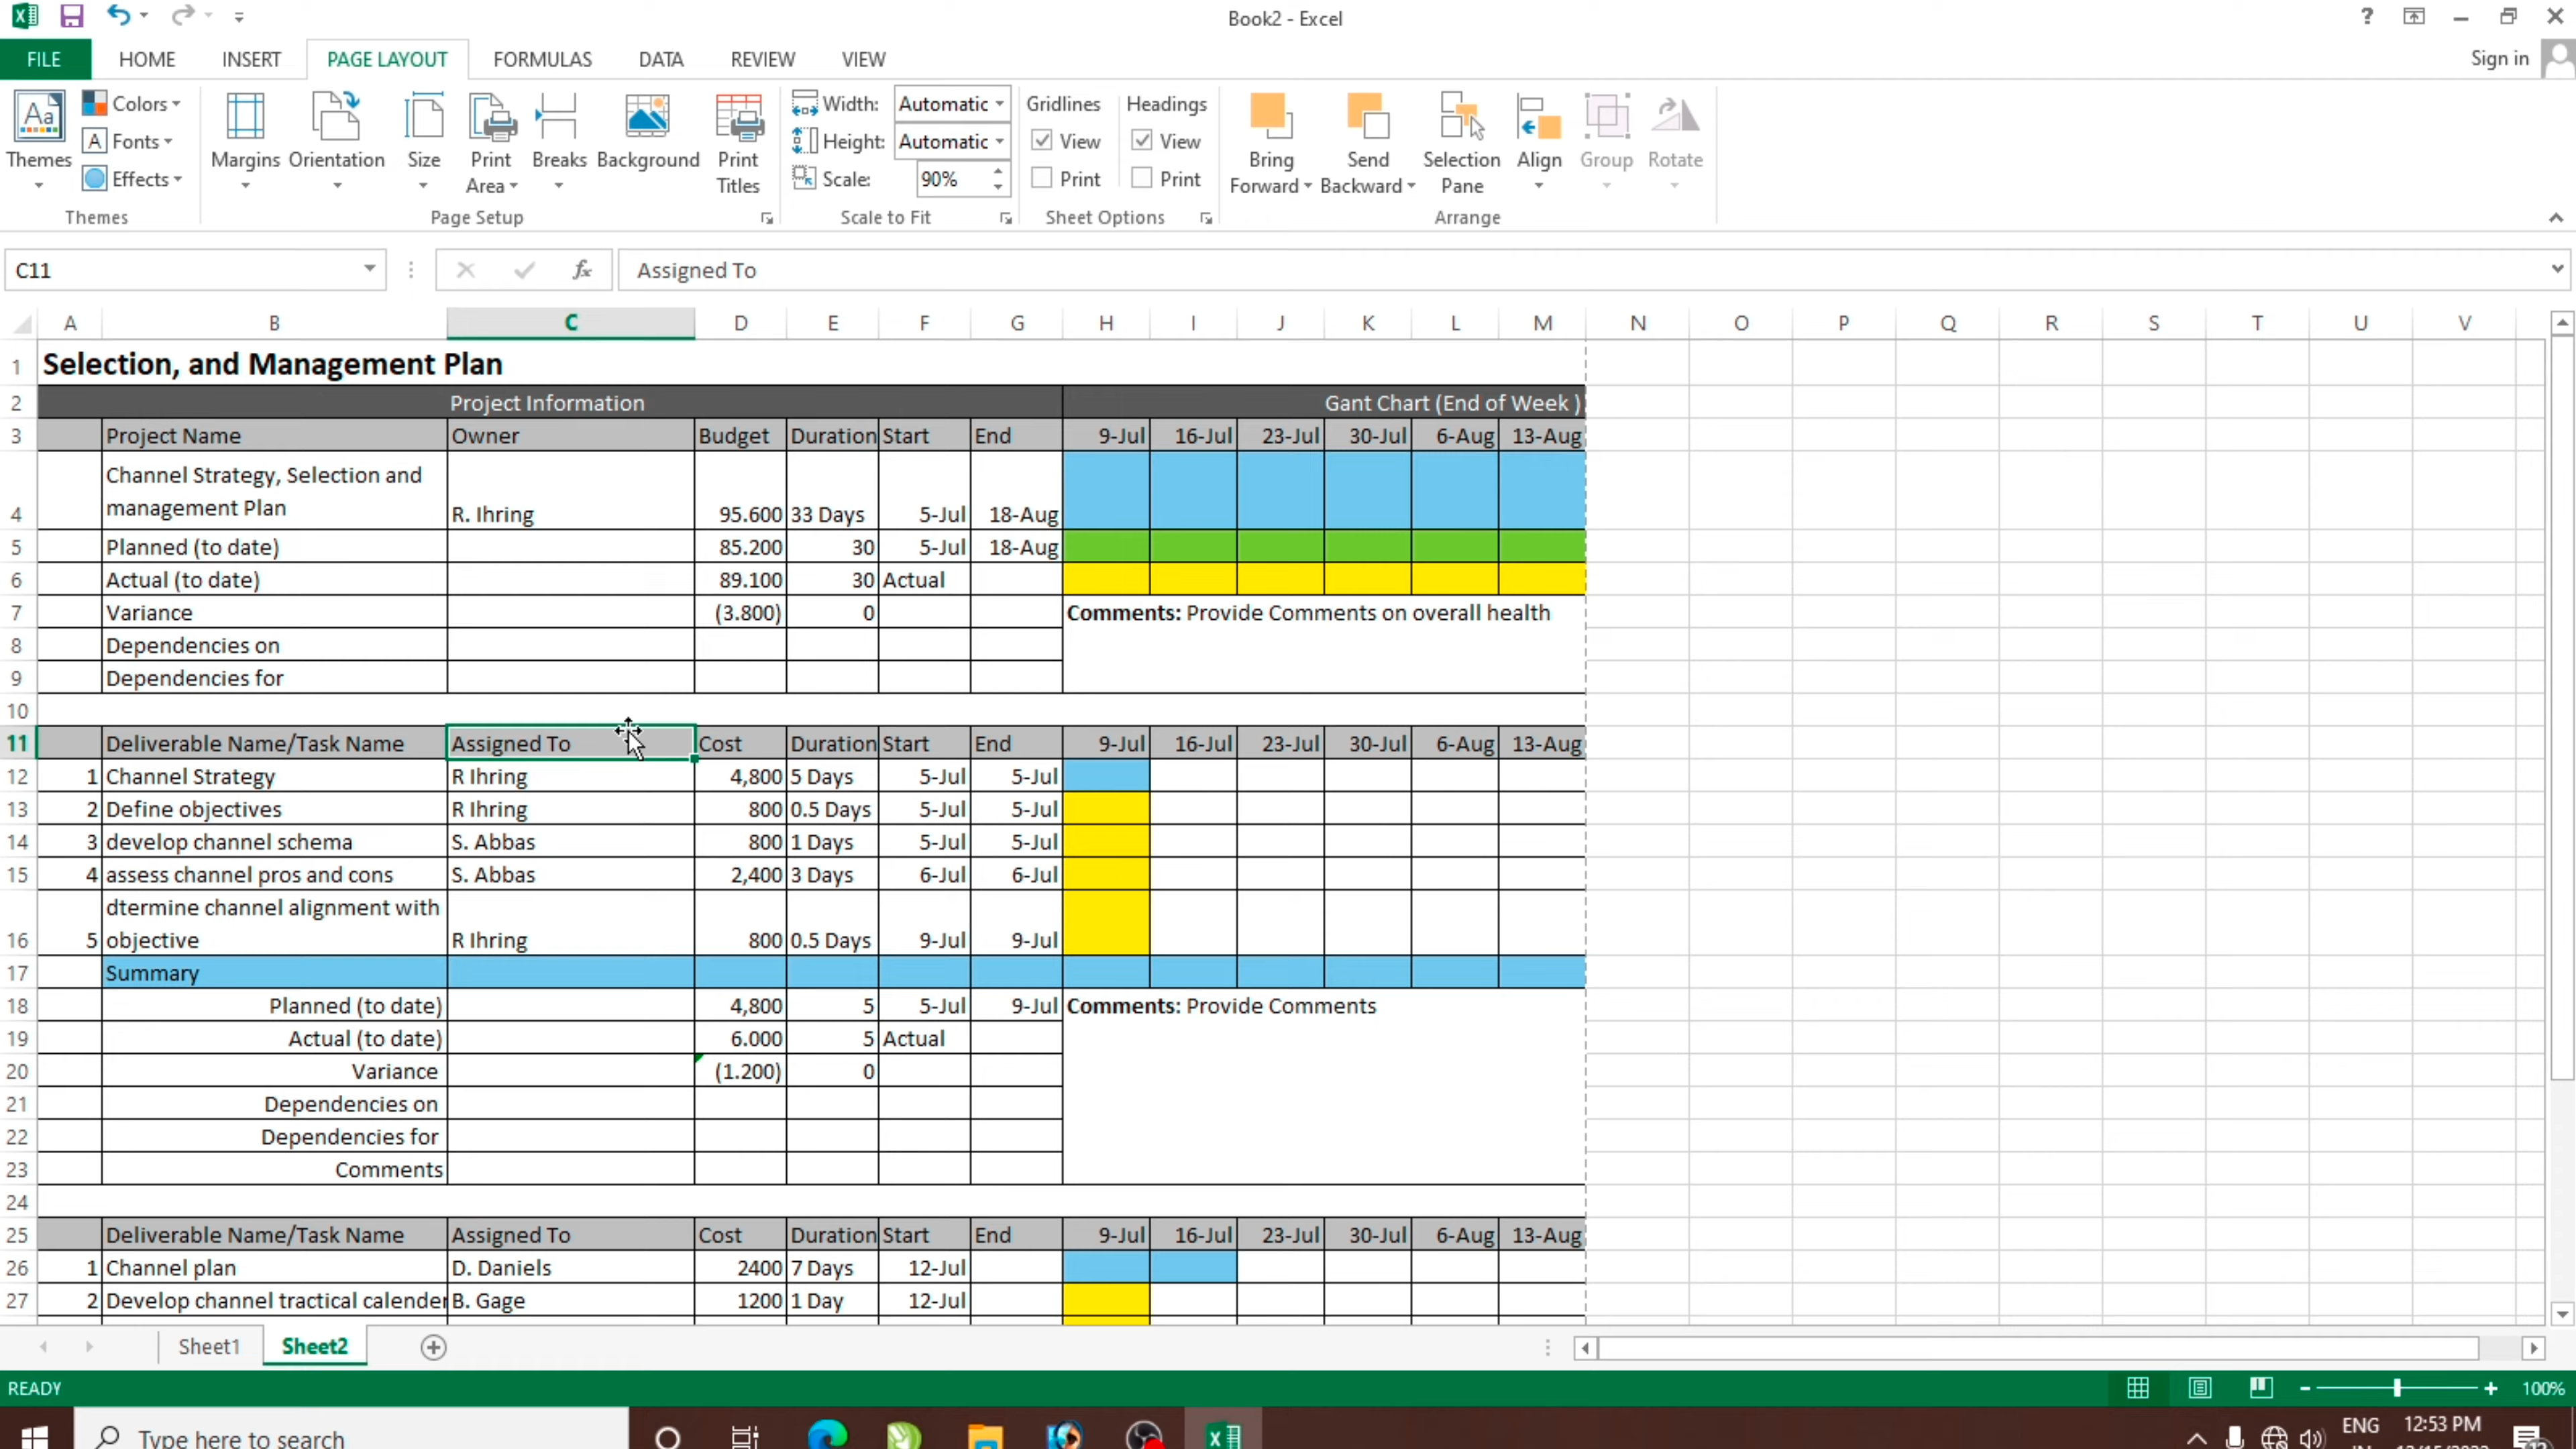 Book2 - Excel
?
FILE HOME INSERT PAGE LAYOUT FORMULAS DATA REVIEW VIEW Sign in
Aa Themes
Colors
A Fonts
Effects
Themes
Margins Orientation Size Print Area Breaks Background Print Titles
Page Setup
Width: Automatic
Height: Automatic
Scale: 90%
Scale to Fit
Gridlines Headings
View View
Print Print
Sheet Options
Bring Forward Send Backward Selection Pane Align Group Rotate
Arrange
C11 fx Assigned To
A B C D E F G H I J K L M N O P Q R S T U V
1 Selection, and Management Plan
2 Project Information Gant Chart (End of Week )
3 Project Name Owner Budget Duration Start End 9-Jul 16-Jul 23-Jul 30-Jul 6-Aug 13-Aug
Channel Strategy, Selection and
4 management Plan R. Ihring 95.600 33 Days 5-Jul 18-Aug
5 Planned (to date) 85.200 30 5-Jul 18-Aug
6 Actual (to date) 89.100 30 Actual
7 Variance (3.800) 0 Comments: Provide Comments on overall health
8 Dependencies on
9 Dependencies for
10
11 Deliverable Name/Task Name Assigned To Cost Duration Start End 9-Jul 16-Jul 23-Jul 30-Jul 6-Aug 13-Aug
12 1 Channel Strategy R Ihring 4,800 5 Days 5-Jul 5-Jul
13 2 Define objectives R Ihring 800 0.5 Days 5-Jul 5-Jul
14 3 develop channel schema S. Abbas 800 1 Days 5-Jul 5-Jul
15 4 assess channel pros and cons S. Abbas 2,400 3 Days 6-Jul 6-Jul
dtermine channel alignment with
16 5 objective R Ihring 800 0.5 Days 9-Jul 9-Jul
17 Summary
18 Planned (to date) 4,800 5 5-Jul 9-Jul Comments: Provide Comments
19 Actual (to date) 6.000 5 Actual
20 Variance (1.200) 0
21 Dependencies on
22 Dependencies for
23 Comments
24
25 Deliverable Name/Task Name Assigned To Cost Duration Start End 9-Jul 16-Jul 23-Jul 30-Jul 6-Aug 13-Aug
26 1 Channel plan D. Daniels 2400 7 Days 12-Jul
27 2 Develop channel tractical calender B. Gage 1200 1 Day 12-Jul
Sheet1 Sheet2
READY 100%
Type here to search ENG 12:53 PM